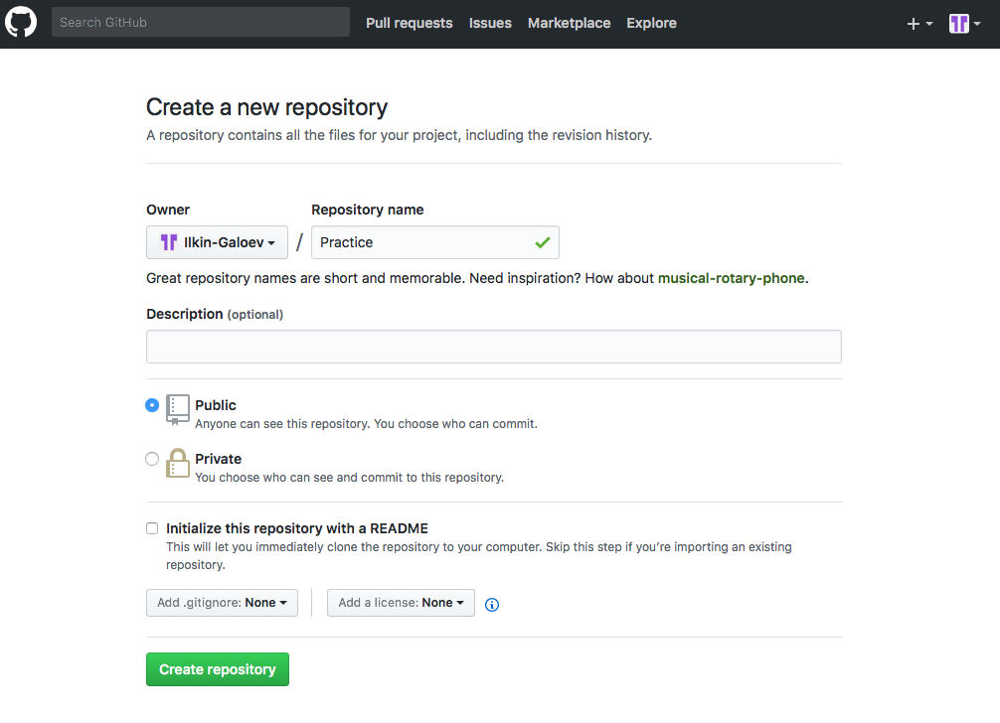 Search GitHub Pull requests Issues Marketplace Explore
Create a new repository
A repository contains all the files for your project, including the revision history.
Owner Repository name
Ilkin-Galoev / Practice
Great repository names are short and memorable. Need inspiration? How about musical-rotary-phone.
Description (optional)
Public
Anyone can see this repository. You choose who can commit.
Private
You choose who can see and commit to this repository.
Initialize this repository with a README
This will let you immediately clone the repository to your computer. Skip this step if you’re importing an existing
repository.
Add .gitignore: None Add a license: None
Create repository